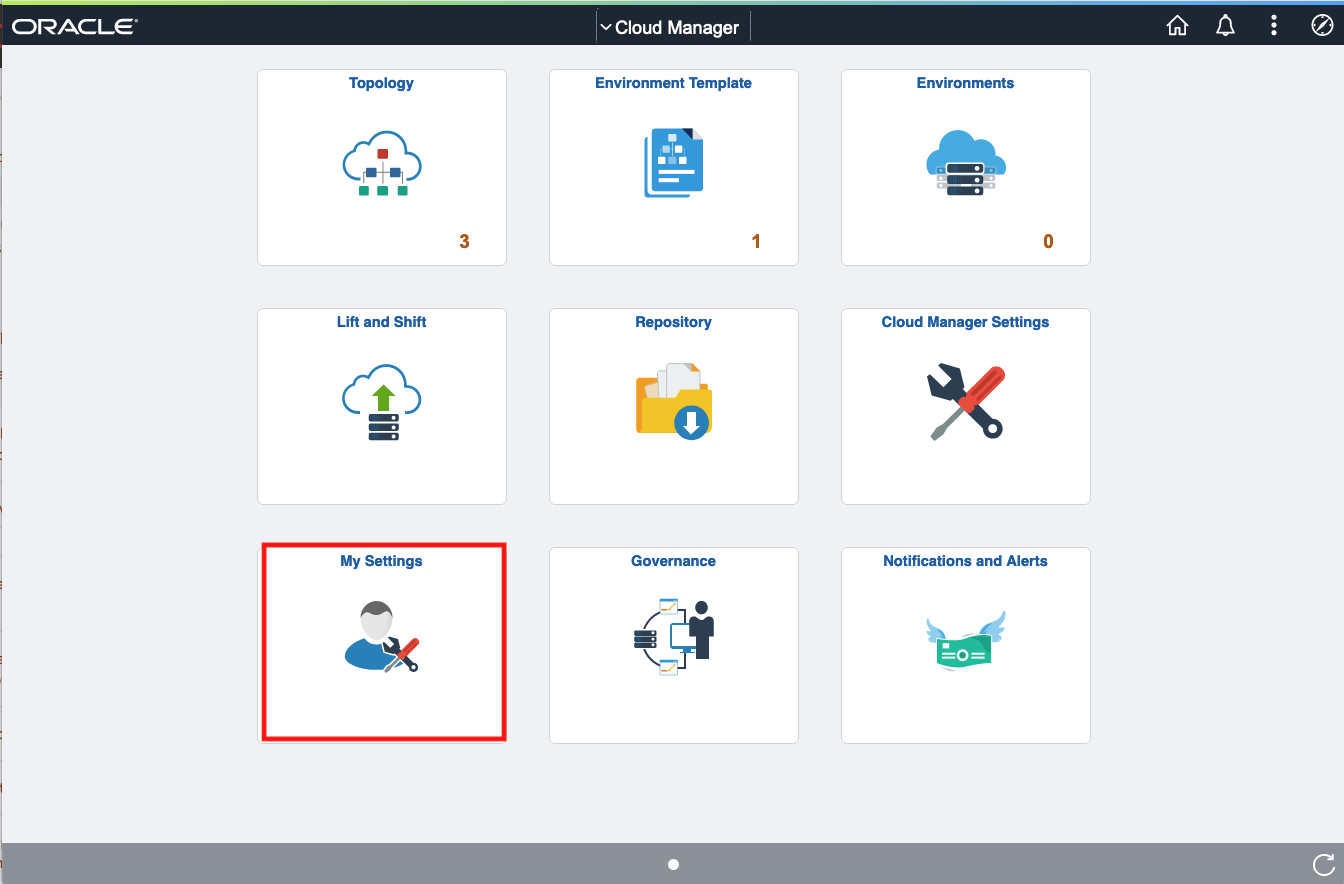 ORACLE
Cloud Manager
Topology
Environment Template
Environments
3
1
0
Lift and Shift
Repository
Cloud Manager Settings
My Settings
Governance
Notifications and Alerts